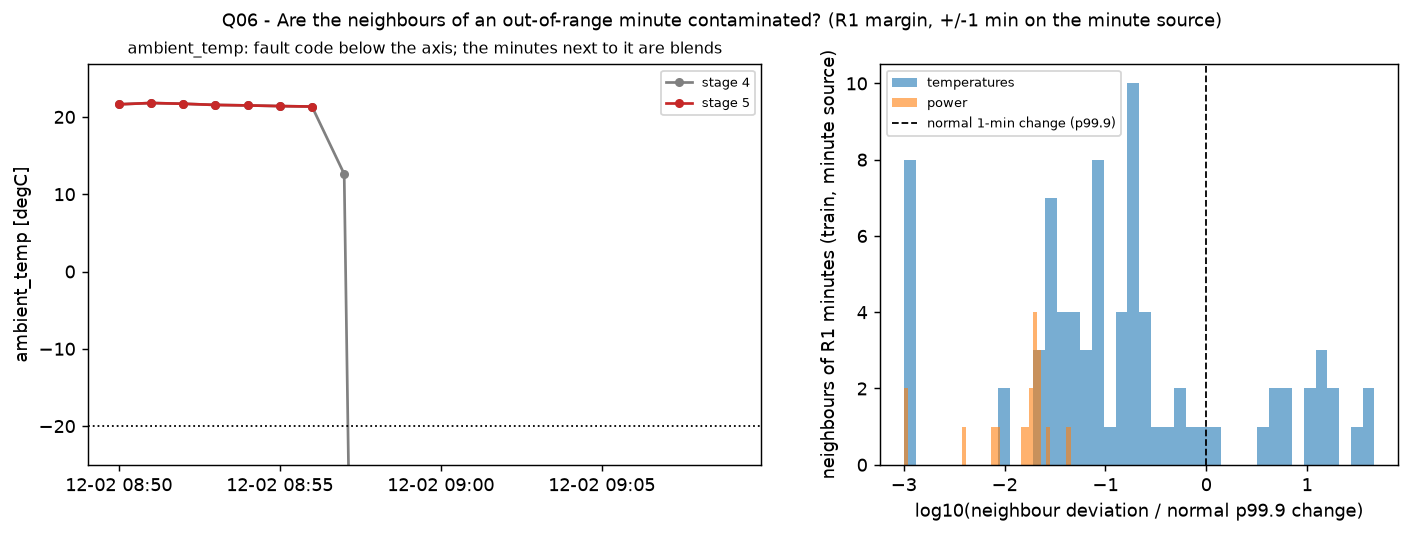 Q06 - Are the neighbours of an out-of-range minute contaminated? (R1 margin, +/-1 min on the minute source)
ambient_temp: fault code below the axis; the minutes next to it are blends
ambient_temp [degC]
20
10
0
−10
−20
stage 4
stage 5
12-02 08:50
12-02 08:55
12-02 09:00
12-02 09:05
neighbours of R1 minutes (train, minute source)
10
8
6
4
2
0
temperatures
power
normal 1-min change (p99.9)
−3
−2
−1
0
1
log10(neighbour deviation / normal p99.9 change)